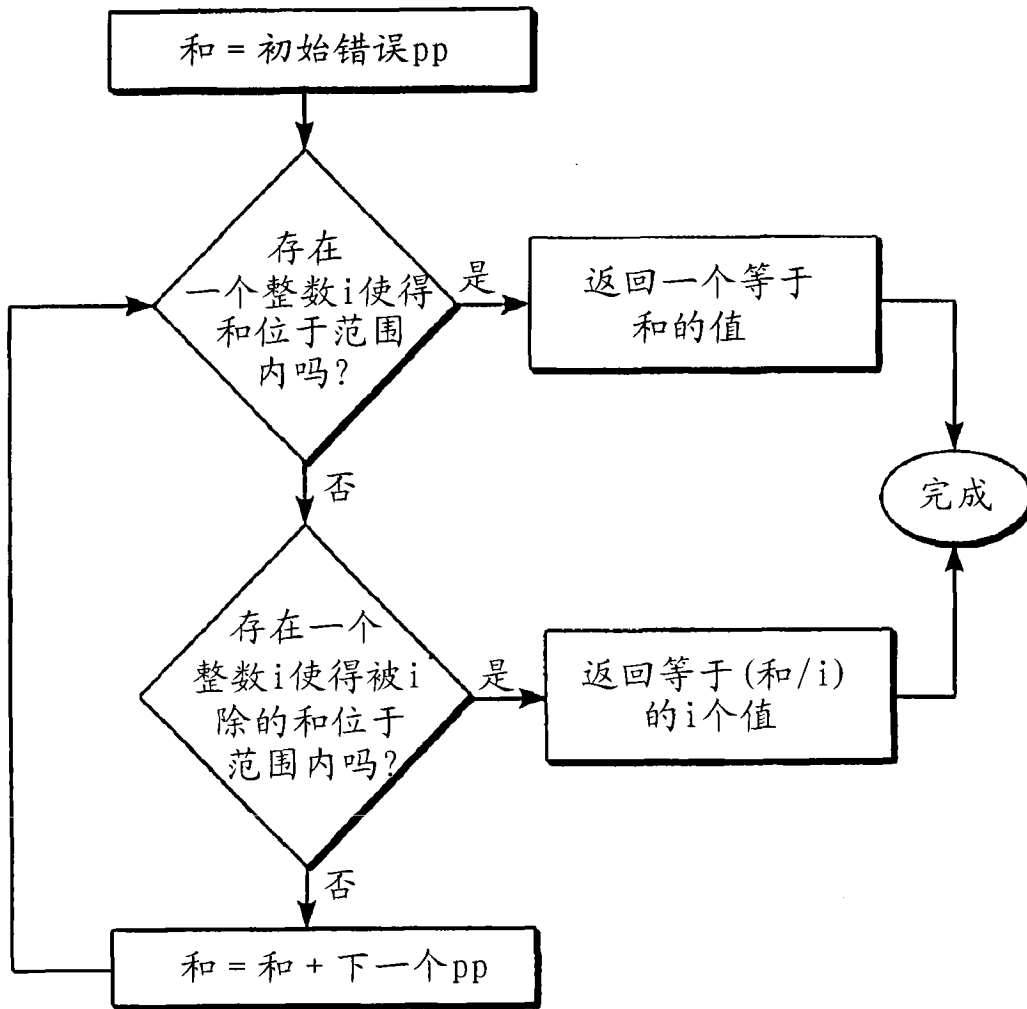 和=初始错误pp
存在
一个整数i使得
和位于范围
内吗?
是
返回一个等于
和的值
否
完成
存在一个
整数i使得被i
除的和位于
范围内吗?
是
返回等于(和/i)
的i个值
否
和=和+下一个pp